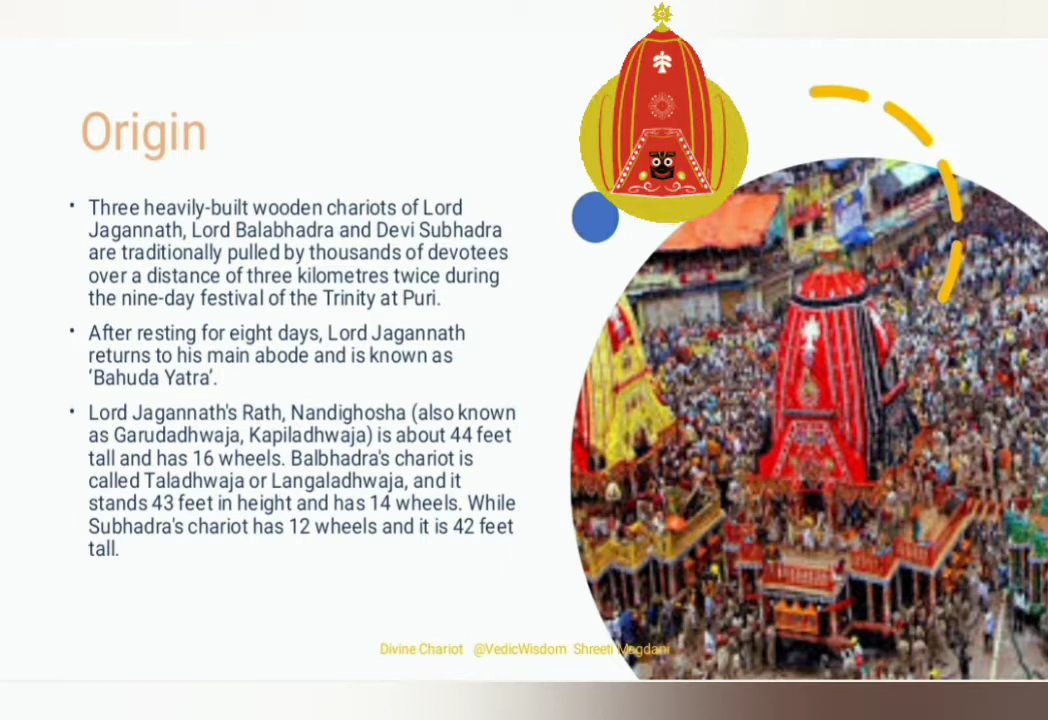 Origin
• Three heavily-built wooden chariots of Lord
Jagannath, Lord Balabhadra and Devi Subhadra
are traditionally pulled by thousands of devotees
over a distance of three kilometres twice during
the nine-day festival of the Trinity at Puri.
• After resting for eight days, Lord Jagannath
returns to his main abode and is known as
‘Bahuda Yatra’.
• Lord Jagannath's Rath, Nandighosha (also known
as Garudadhwaja, Kapiladhwaja) is about 44 feet
tall and has 16 wheels. Balbhadra's chariot is
called Taladhwaja or Langaladhwaja, and it
stands 43 feet in height and has 14 wheels. While
Subhadra's chariot has 12 wheels and it is 42 feet
tall.
Divine Chariot @VedicWisdom Shreeti Magdani